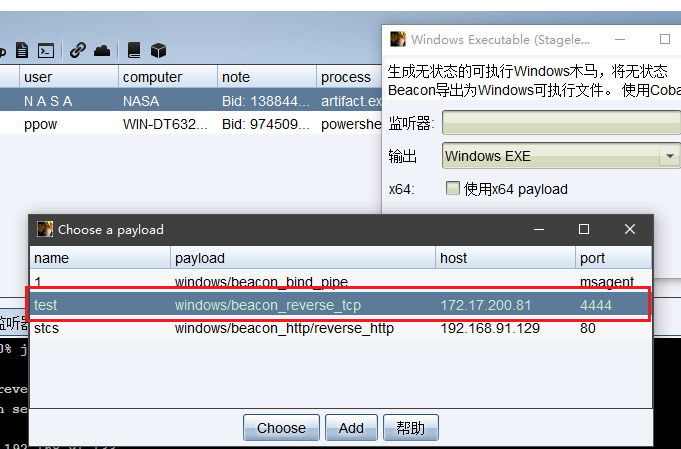 Windows Executable (Stagele...
生成无状态的可执行Windows木马，将无状态
Beacon导出为Windows可执行文件。 使用Coba
监听器:
输出 Windows EXE
x64: 使用x64 payload
user computer note process
N A S A NASA Bid: 138844... artifact.ex
ppow WIN-DT632... Bid: 974509... powershe
Choose a payload
name payload host port
1 windows/beacon_bind_pipe msagent
test windows/beacon_reverse_tcp 172.17.200.81 4444
stcs windows/beacon_http/reverse_http 192.168.91.129 80
Choose Add 帮助
监听器
0% j
reve
n se